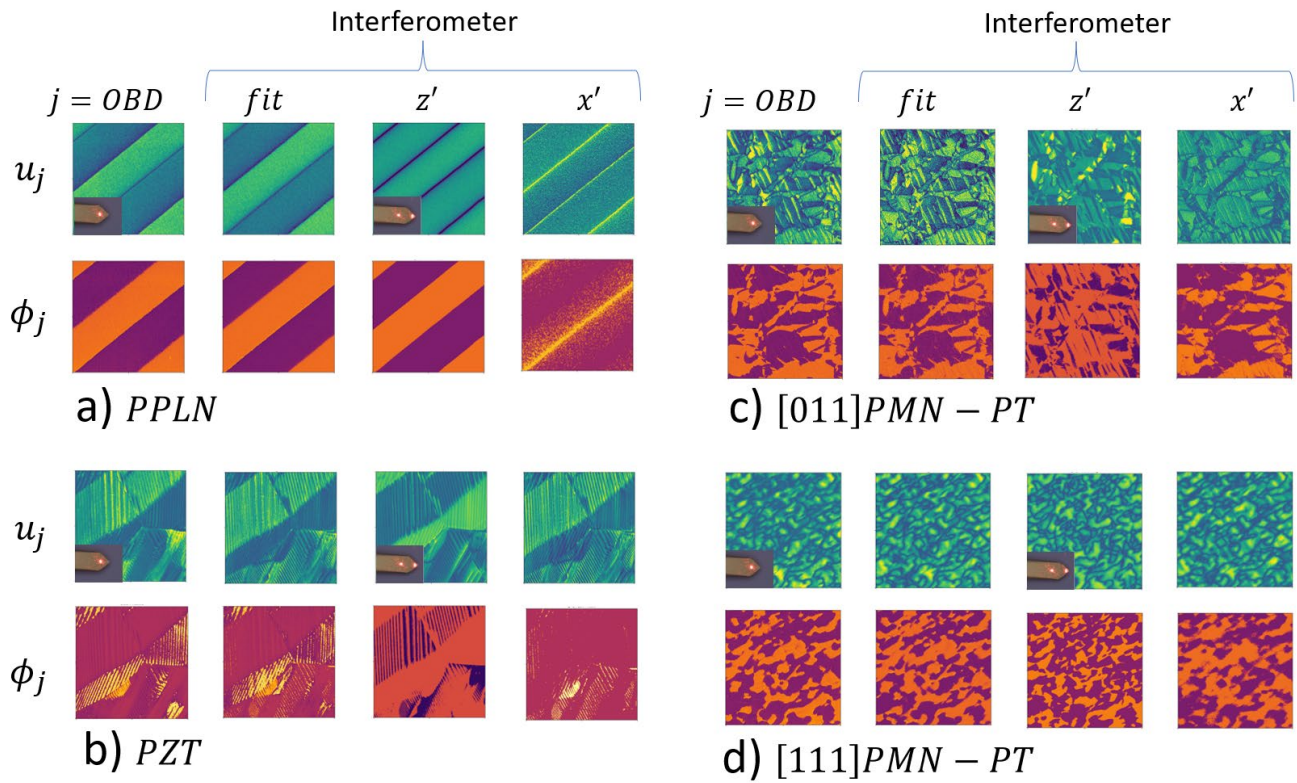 Interferometer
Interferometer
j = OBD fit z′ x′
j = OBD fit z′ x′
u_j
ϕ_j
a) PPLN
c) [011]PMN − PT
u_j
ϕ_j
b) PZT
d) [111]PMN − PT